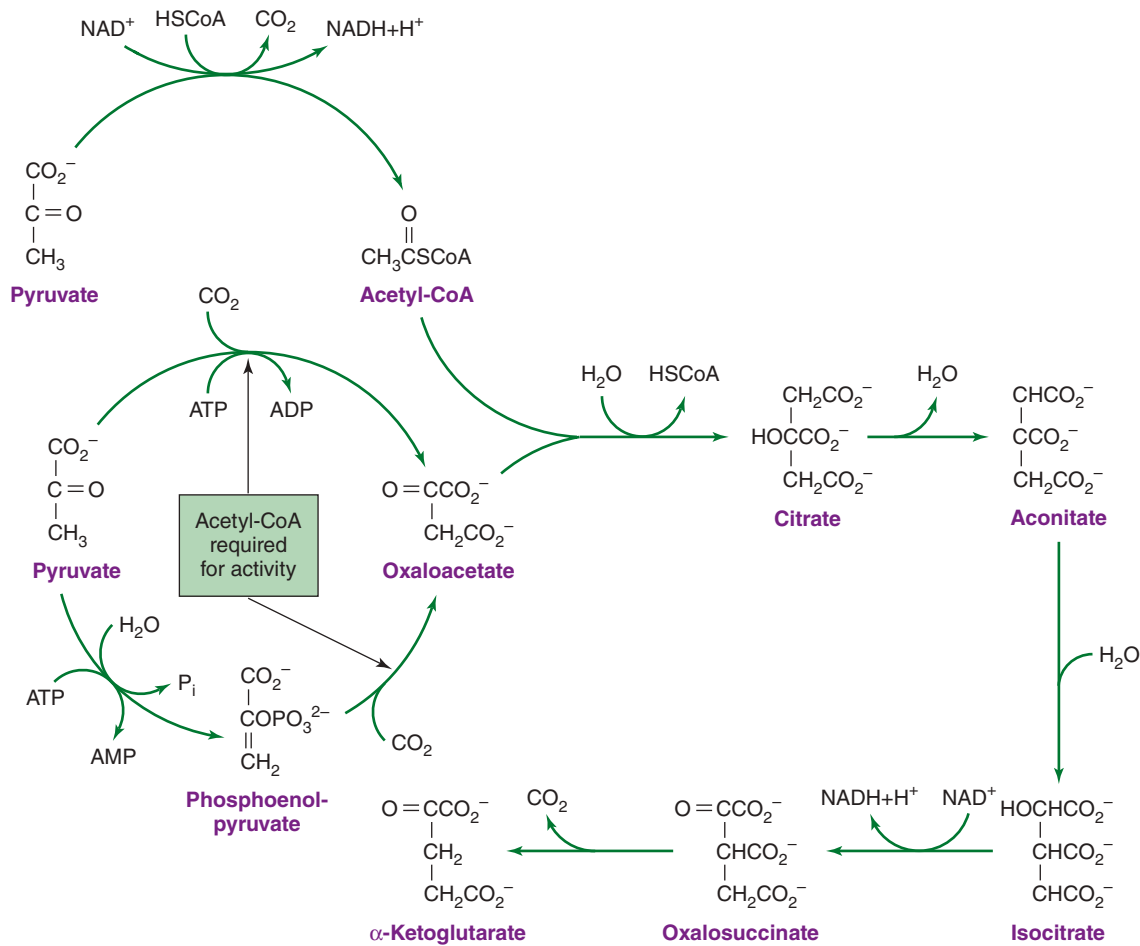 NAD⁺ HSCoA CO₂ NADH+H⁺
CO₂⁻
C=O
CH₃
Pyruvate
O
CH₃CSCoA
Acetyl-CoA
CO₂
ATP ADP
CO₂⁻
C=O
CH₃
Pyruvate
Acetyl-CoA
required
for activity
O=CCO₂⁻
CH₂CO₂⁻
Oxaloacetate
H₂O HSCoA
CH₂CO₂⁻
HOCCO₂⁻
CH₂CO₂⁻
Citrate
H₂O
CHCO₂⁻
CCO₂⁻
CH₂CO₂⁻
Aconitate
H₂O
ATP
Pᵢ
AMP
CO₂⁻
COPO₃²⁻
CH₂
Phosphoenol-
pyruvate
CO₂
H₂O
HOCHCO₂⁻
CHCO₂⁻
CHCO₂⁻
Isocitrate
NADH+H⁺ NAD⁺
O=CCO₂⁻
CHCO₂⁻
CH₂CO₂⁻
Oxalosuccinate
CO₂
O=CCO₂⁻
CH₂
CH₂CO₂⁻
α-Ketoglutarate